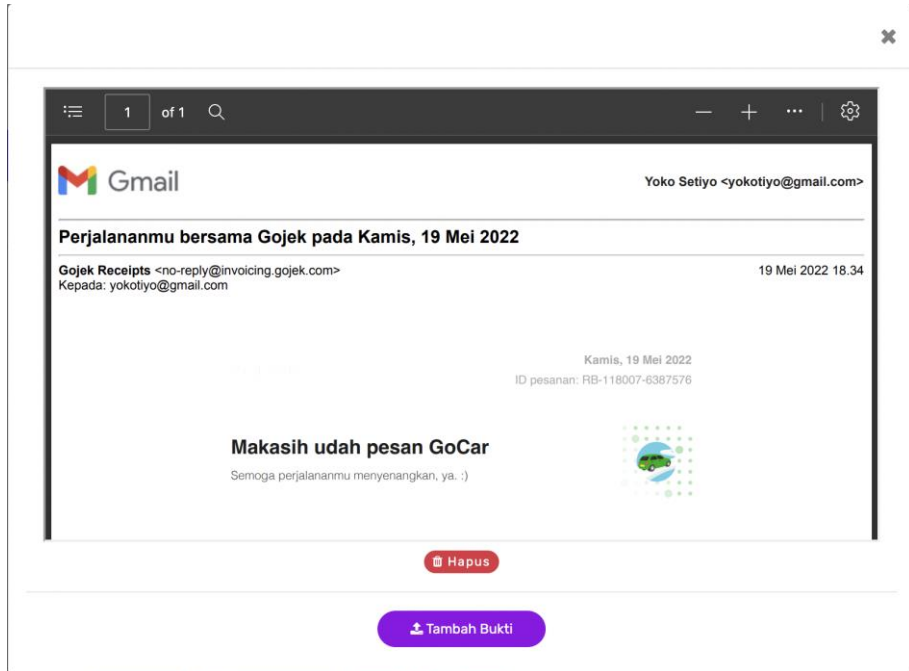 1 of 1
Gmail
Yoko Setiyo <yokotiyo@gmail.com>
Perjalananmu bersama Gojek pada Kamis, 19 Mei 2022
Gojek Receipts <no-reply@invoicing.gojek.com>
19 Mei 2022 18.34
Kepada: yokotiyo@gmail.com
Kamis, 19 Mei 2022
ID pesanan: RB-118007-6387576
Makasih udah pesan GoCar
Semoga perjalananmu menyenangkan, ya. :)
Hapus
Tambah Bukti